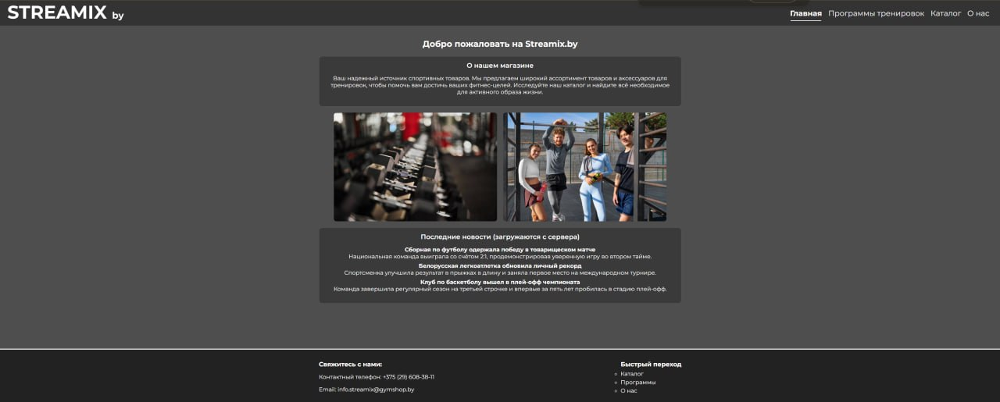 STREAMIX by
Главная Программы тренировок Каталог О нас
Добро пожаловать на Streamix.by
О нашем магазине
Ваш надежный источник спортивных товаров. Мы предлагаем широкий ассортимент товаров и аксессуаров для
тренировок, чтобы помочь вам достичь ваших фитнес-целей. Исследуйте наш каталог и найдите всё необходимое
для активного образа жизни.
Последние новости (загружаются с сервера)
Сборная по футболу одержала победу в товарищеском матче
Национальная команда выиграла со счётом 2:1, продемонстрировав уверенную игру во втором тайме.
Белорусская легкоатлетка обновила личный рекорд
Спортсменка улучшила результат в прыжках в длину и заняла первое место на международном турнире.
Клуб по баскетболу вышел в плей-офф чемпионата
Команда завершила регулярный сезон на третьей строчке и впервые за пять лет пробилась в стадию плей-офф.
Свяжитесь с нами:
Контактный телефон: +375 (29) 608-38-11
Email: info.streamix@gymshop.by
Быстрый переход
Каталог
Программы
О нас